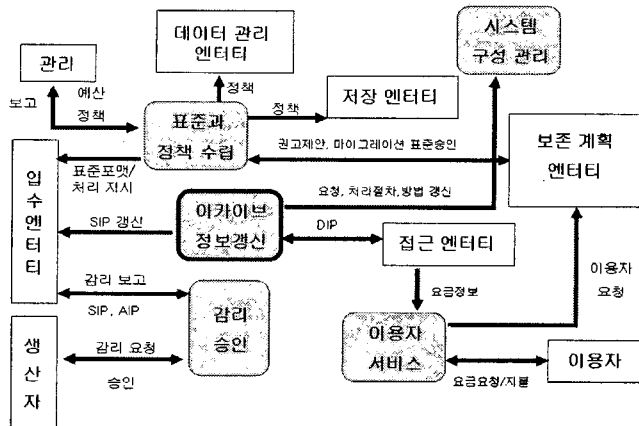 데이터 관리
엔터티
시스템
구성 관리
관리
보고
예산
정책
정책
정책
저장 엔터티
표준과
정책 수립
권고제안, 마이그레이션 표준승인
보존 계획
엔터티
표준포맷/
처리 지시
입수엔터티
요청, 처리절차,방법 갱신
SIP 갱신
아카이브
정보갱신
DIP
접근 엔터티
이용자
요청
감리 보고
SIP, AIP
감리
승인
요금정보
이용자
서비스
생산자
감리 요청
승인
요금요청/지불
이용자